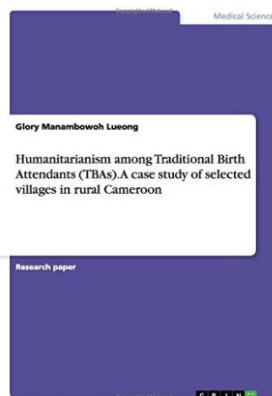 Medical Science
Glory Manambowoh Lueong
Humanitarianism among Traditional Birth
Attendants (TBAs). A case study of selected
villages in rural Cameroon
Research paper
G R I N